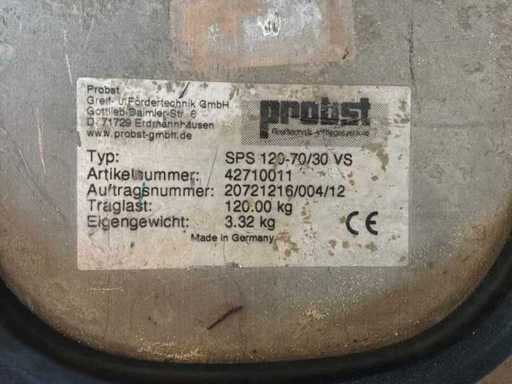 Probst
Greif- u. Fördertechnik GmbH
Gottlieb-Daimler-Str. 6
D- 71729 Erdmannhausen
www.probst-gmbh.de
probst
Typ: SPS 120-70/30 VS
Artikelnummer: 42710011
Auftragsnummer: 20721216/004/12
Traglast: 120.00 kg
Eigengewicht: 3.32 kg
CE
Made in Germany